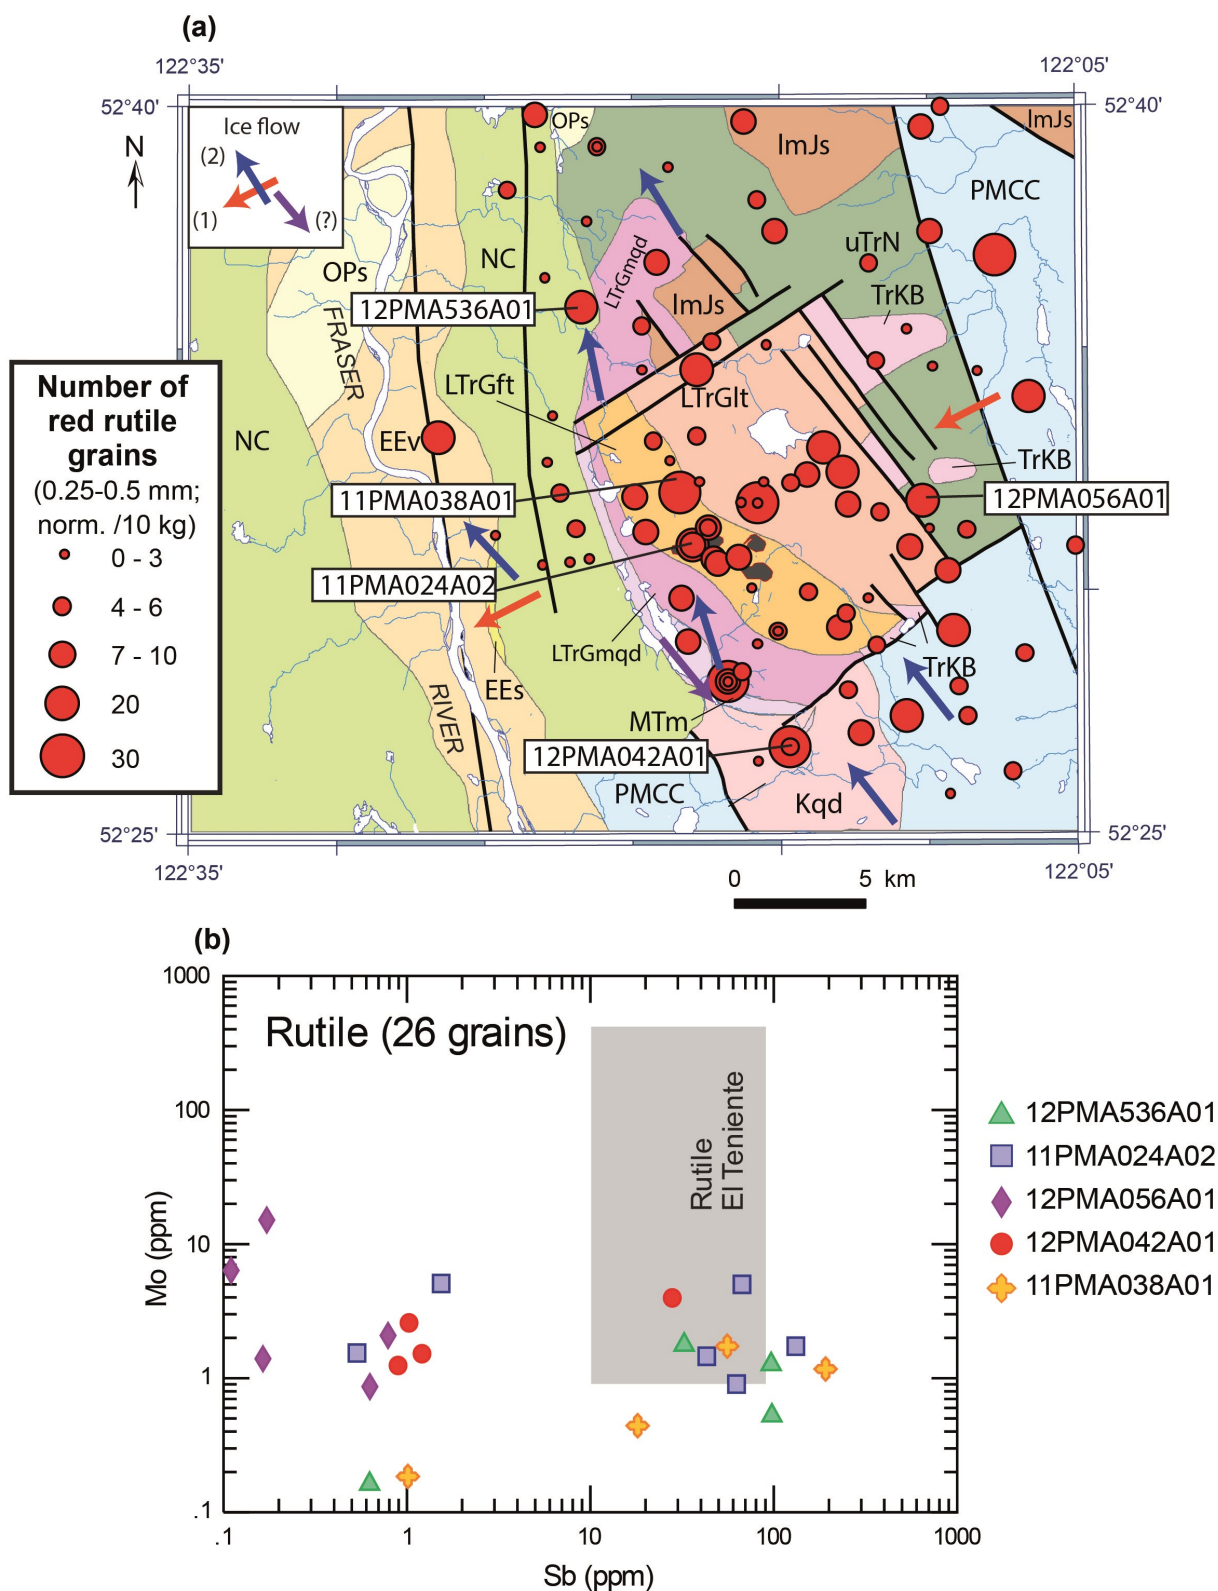 (a)
122°35'
122°05'
52°40'
52°40'
N
Ice flow
(2)
(1)
(?)
OPs
lmJs
lmJs
PMCC
NC
OPs
LTrGmqd
uTrN
TrKB
lmJs
12PMA536A01
FRASER
Number of
red rutile
grains
(0.25-0.5 mm;
norm. /10 kg)
0 - 3
4 - 6
7 - 10
20
30
LTrGft
LTrGlt
NC
EEv
TrKB
11PMA038A01
12PMA056A01
11PMA024A02
LTrGmqd
TrKB
EEs
RIVER
MTm
12PMA042A01
PMCC
Kqd
52°25'
52°25'
122°35'
122°05'
0 5 km
(b)
1000
100
10
1
.1
Mo (ppm)
Rutile (26 grains)
Rutile
El Teniente
12PMA536A01
11PMA024A02
12PMA056A01
12PMA042A01
11PMA038A01
.1 1 10 100 1000
Sb (ppm)